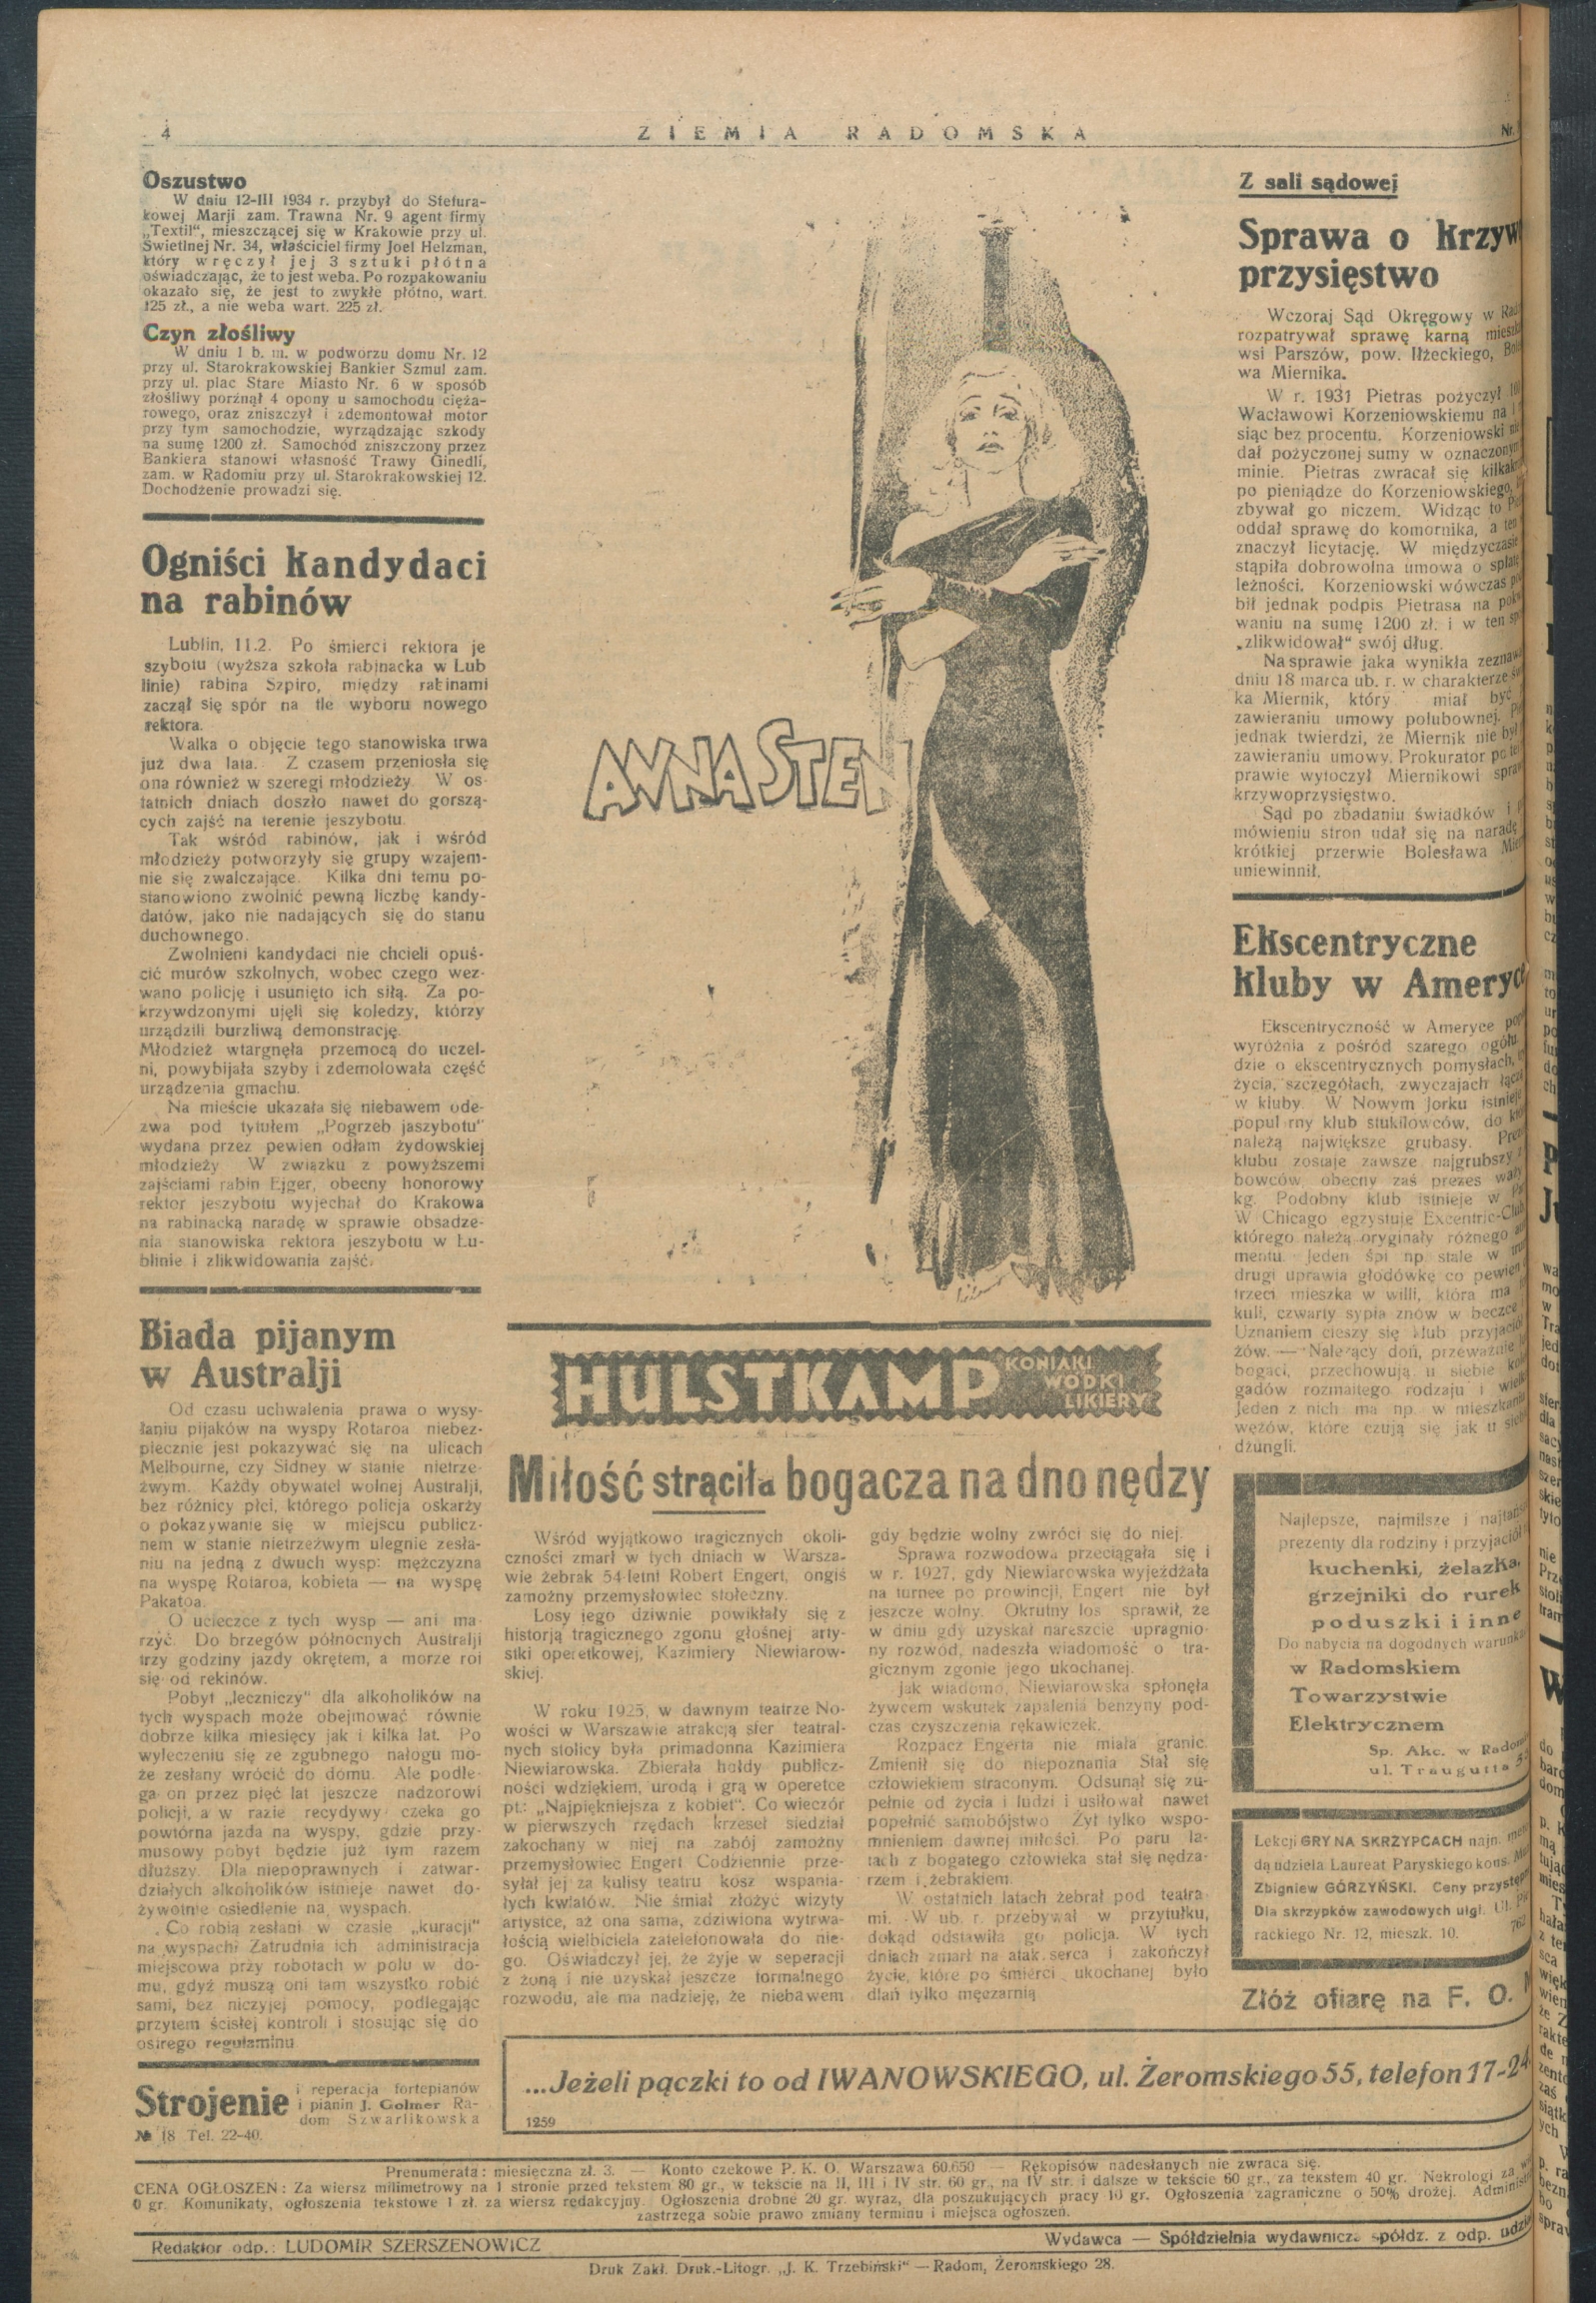 4
ZIEMIA RADOMSKA
Nr.
Oszustwo
W dniu 12-III 1934 r. przybył do Stefura-
kowej Marji zam. Trawna Nr. 9 agent firmy
„Textil“, mieszczącej się w Krakowie przy ul.
Świetlnej Nr. 34, właściciel firmy Joel Helzman,
który wręczył jej 3 sztuki płótna
oświadczając, że to jest weba. Po rozpakowaniu
okazało się, że jest to zwykłe płótno, wart.
125 zł., a nie weba wart. 225 zł.
Czyn złośliwy
W dniu 1 b. m. w podworzu domu Nr. 12
przy ul. Starokrakowskiej Bankier Szmul zam.
przy ul. plac Stare Miasto Nr. 6 w sposób
złośliwy porżnął 4 opony u samochodu cięża-
rowego, oraz zniszczył i zdemontował motor
przy tym samochodzie, wyrządzając szkody
na sumę 1200 zł. Samochód zniszczony przez
Bankiera stanowi własność Trawy Ginedli,
zam. w Radomiu przy ul. Starokrakowskiej 12.
Dochodżenie prowadzi się.
Ogniści kandydaci
na rabinów
Lublin, 11.2. Po śmierci rektora je
szybotu (wyższa szkoła rabinacka w Lub
linie) rabina Szpiro, między rabinami
zaczął się spór na tle wyboru nowego
rektora.
Walka o objęcie tego stanowiska trwa
już dwa lata. Z czasem przeniosła się
ona również w szeregi młodzieży. W os-
tatnich dniach doszło nawet do gorszą-
cych zajść na terenie jeszybotu.
Tak wśród rabinów, jak i wśród
młodzieży potworzyły się grupy wzajem-
nie się zwalczające. Kilka dni temu po-
stanowiono zwolnić pewną liczbę kandy-
datów, jako nie nadających się do stanu
duchownego.
Zwolnieni kandydaci nie chcieli opuś-
cić murów szkolnych, wobec czego wez-
wano policję i usunięto ich siłą. Za po-
krzywdzonymi ujęli się koledzy, którzy
urządzili burzliwą demonstrację.
Młodzież wtargnęła przemocą do uczel-
ni, powybijała szyby i zdemolowała część
urządzenia gmachu.
Na mieście ukazała się niebawem ode-
zwa pod tytułem „Pogrzeb jaszybotu“
wydana przez pewien odłam żydowskiej
młodzieży W związku z powyższemi
zajściami rabin Ejger, obecny honorowy
rektor jeszybotu wyjechał do Krakowa
na rabinacką naradę w sprawie obsadze-
nia stanowiska rektora jeszybotu w Lu-
blinie i zlikwidowania zajść.
Biada pijanym
w Australji
Od czasu uchwalenia prawa o wysy-
łaniu pijaków na wyspy Rotaroa niebez-
piecznie jest pokazywać się na ulicach
Melbourne, czy Sidney w stanie nietrze-
źwym. Każdy obywatel wolnej Australji,
bez różnicy płci, którego policja oskarży
o pokazywanie się w miejscu publicz-
nem w stanie nietrzeźwym ulegnie zesła-
niu na jedną z dwuch wysp: mężczyzna
na wyspę Rotaroa, kobieta — na wyspę
Pakatoa.
O ucieczce z tych wysp — ani ma-
rzyć. Do brzegów północnych Australji
trzy godziny jazdy okrętem, a morze roi
się od rekinów.
Pobyt „leczniczy“ dla alkoholików na
tych wyspach może obejmować równie
dobrze kilka miesięcy jak i kilka lat. Po
wyleczeniu się ze zgubnego nałogu mo-
że zesłany wrócić do domu. Ale podle-
ga on przez pięć lat jeszcze nadzorowi
policji, a w razie recydywy czeka go
powtórna jazda na wyspy, gdzie przy-
musowy pobyt będzie już tym razem
dłuższy. Dla niepoprawnych i zatwar-
działych alkoholików istnieje nawet do-
żywotnie osiedlenie na wyspach.
Co robią zesłani w czasie „kuracji“
na wyspach? Zatrudnia ich administracja
miejscowa przy robotach w polu w do-
mu, gdyż muszą oni tam wszystko robić
sami, bez niczyjej pomocy, podlegając
przytem ścisłej kontroli i stosując się do
ostrego regulaminu
Strojenie i reperacja fortepianów
i pianin J. Golmer Ra-
dom Szwarlikowska
№ 18 Tel. 22-40.
ANNA STEN
HULSTKAMP KONIAKI
WÓDKI
LIKIERY
Miłość strąciła bogacza na dno nędzy
Wśród wyjątkowo tragicznych okoli-
czności zmarł w tych dniach w Warsza-
wie żebrak 54-letni Robert Engert, ongiś
zamożny przemysłowiec stołeczny.
Losy jego dziwnie powikłały się z
historją tragicznego zgonu głośnej arty-
stki operetkowej, Kazimiery Niewiarow-
skiej.
W roku 1925, w dawnym teatrze No-
wości w Warszawie atrakcją sfer teatral-
nych stolicy była primadonna Kazimiera
Niewiarowska. Zbierała hołdy publicz-
ności wdziękiem, urodą i grą w operetce
pt.: „Najpiękniejsza z kobiet“. Co wieczór
w pierwszych rzędach krzeseł siedział
zakochany w niej na zabój zamożny
przemysłowiec Engert Codziennie prze-
syłał jej za kulisy teatru kosz wspania-
łych kwiatów. Nie śmiał złożyć wizyty
artystce, aż ona sama, zdziwiona wytrwa-
łością wielbiciela zatelefonowała do nie-
go. Oświadczył jej, że żyje w seperacji
z żoną i nie uzyskał jeszcze formalnego
rozwodu, ale ma nadzieję, że niebawem
gdy będzie wolny zwróci się do niej.
Sprawa rozwodowa przeciągała się i
w r. 1927, gdy Niewiarowska wyjeżdżała
na turnee po prowincji, Engert nie był
jeszcze wolny. Okrutny los sprawił, że
w dniu gdy uzyskał nareszcie upragnio-
ny rozwód, nadeszła wiadomość o tra-
gicznym zgonie jego ukochanej.
Jak wiadomo, Niewiarowska spłonęła
żywcem wskutek zapalenia benzyny pod-
czas czyszczenia rękawiczek.
Rozpacz Engerta nie miała granic.
Zmienił się do niepoznania Stał się
człowiekiem straconym. Odsunął się zu-
pełnie od życia i ludzi i usiłował nawet
popełnić samobójstwo Żył tylko wspo-
mnieniem dawnej miłości. Po paru la-
tach z bogatego człowieka stał się nędza-
rzem i żebrakiem.
W ostatnich latach żebrał pod teatra-
mi. W ub. r. przebywał w przytułku,
dokąd odstawiła go policja. W tych
dniach zmarł na atak serca i zakończył
życie, które po śmierci ukochanej było
dlań tylko męczarnią
Z sali sądowej
Sprawa o krzyw
przysięstwo
Wczoraj Sąd Okręgowy w
rozpatrywał sprawę karną
wsi Parszów, pow. Iłżeckiego,
wa Miernika.
W r. 1931 Pietras pożyczył
Wacławowi Korzeniowskiemu na
siąc bez procentu. Korzeniowski
dał pożyczonej sumy w oznaczonym
minie. Pietras zwracał się
po pieniądze do Korzeniowskiego,
zbywał go niczem. Widząc to
oddał sprawę do komornika, a ten
znaczył licytację. W międzyczasie
stąpiła dobrowolna umowa o spłatę
leżności. Korzeniowski wówczas
bił jednak podpis Pietrasa na
waniu na sumę 1200 zł. i w ten
„zlikwidował“ swój dług.
Na sprawie jaka wynikła
dniu 18 marca ub. r. w charakterze
ka Miernik, który miał być
zawieraniu umowy polubownej.
jednak twierdzi, że Miernik nie był
zawieraniu umowy. Prokurator po
prawie wytoczył Miernikowi
krzywoprzysięstwo.
Sąd po zbadaniu świadków i
mówieniu stron udał się na naradę
krótkiej przerwie Bolesława
uniewinnił.
Ekscentryczne
kluby w Ameryce
Ekscentryczność w Ameryce
wyróżnia z pośród szarego ogółu.
dzie o ekscentrycznych pomysłach,
życia, szczegółach, zwyczajach
w kluby. W Nowym Jorku istnieje
popul rny klub stukilowców, do
należą największe grubasy.
klubu zostaje zawsze najgrubszy
bowców, obecny zaś prezes waży
kg. Podobny klub istnieje w
W Chicago egzystuje Excentric-Club
którego należą oryginały różnego
mentu. Jeden śpi np stale w
drugi uprawia głodówkę co pewien
trzeci mieszka w willi, która ma
kuli, czwarty sypia znów w beczce
Uznaniem cieszy się klub
żów. — Należący doń, przeważnie
bogaci, przechowują u siebie
gadów rozmaitego rodzaju i
Jeden z nich ma np. w mieszkaniu
wężów, które czują się jak u siebie
dżungli.
Najlepsze, najmilsze i
prezenty dla rodziny i przyjaciół
kuchenki, żelazka,
grzejniki do rurek
poduszki i inne
Do nabycia na dogodnych
w Radomskiem
Towarzystwie
Elektrycznem
Sp. Akc. w
ul. Traugutta
Lekcji GRY NA SKRZYPCACH najn.
dą udziela Laureat Paryskiego kons.
Zbigniew GÓRZYŃSKI. Ceny
Dla skrzypków zawodowych ulgi. Ul.
rackiego Nr. 12, mieszk. 10.
Złóż ofiarę na F. O.
...Jeżeli pączki to od IWANOWSKIEGO, ul. Żeromskiego 55, telefon 17-24
1259
Prenumerata: miesięczna zł. 3. — Konto czekowe P. K. O. Warszawa 60.650 — Rękopisów nadesłanych nie zwraca się.
CENA OGŁOSZEŃ: Za wiersz milimetrowy na 1 stronie przed tekstem 80 gr., w tekście na II, III i IV str. 60 gr., na IV str. i dalsze w tekście 60 gr., za tekstem 40 gr. Nekrologi za
0 gr. Komunikaty, ogłoszenia tekstowe 1 zł. za wiersz redakcyjny. Ogłoszenia drobne 20 gr. wyraz, dla poszukujących pracy 10 gr. Ogłoszenia zagraniczne o 50% drożej.
zastrzega sobie prawo zmiany terminu i miejsca ogłoszeń.
Redaktor odp.: LUDOMIR SZERSZENOWICZ
Wydawca — Spółdzielnia wydawnicza spółdz. z odp.
Druk Zakł. Druk.-Litogr. „J. K. Trzebiński“ — Radom, Żeromskiego 28.